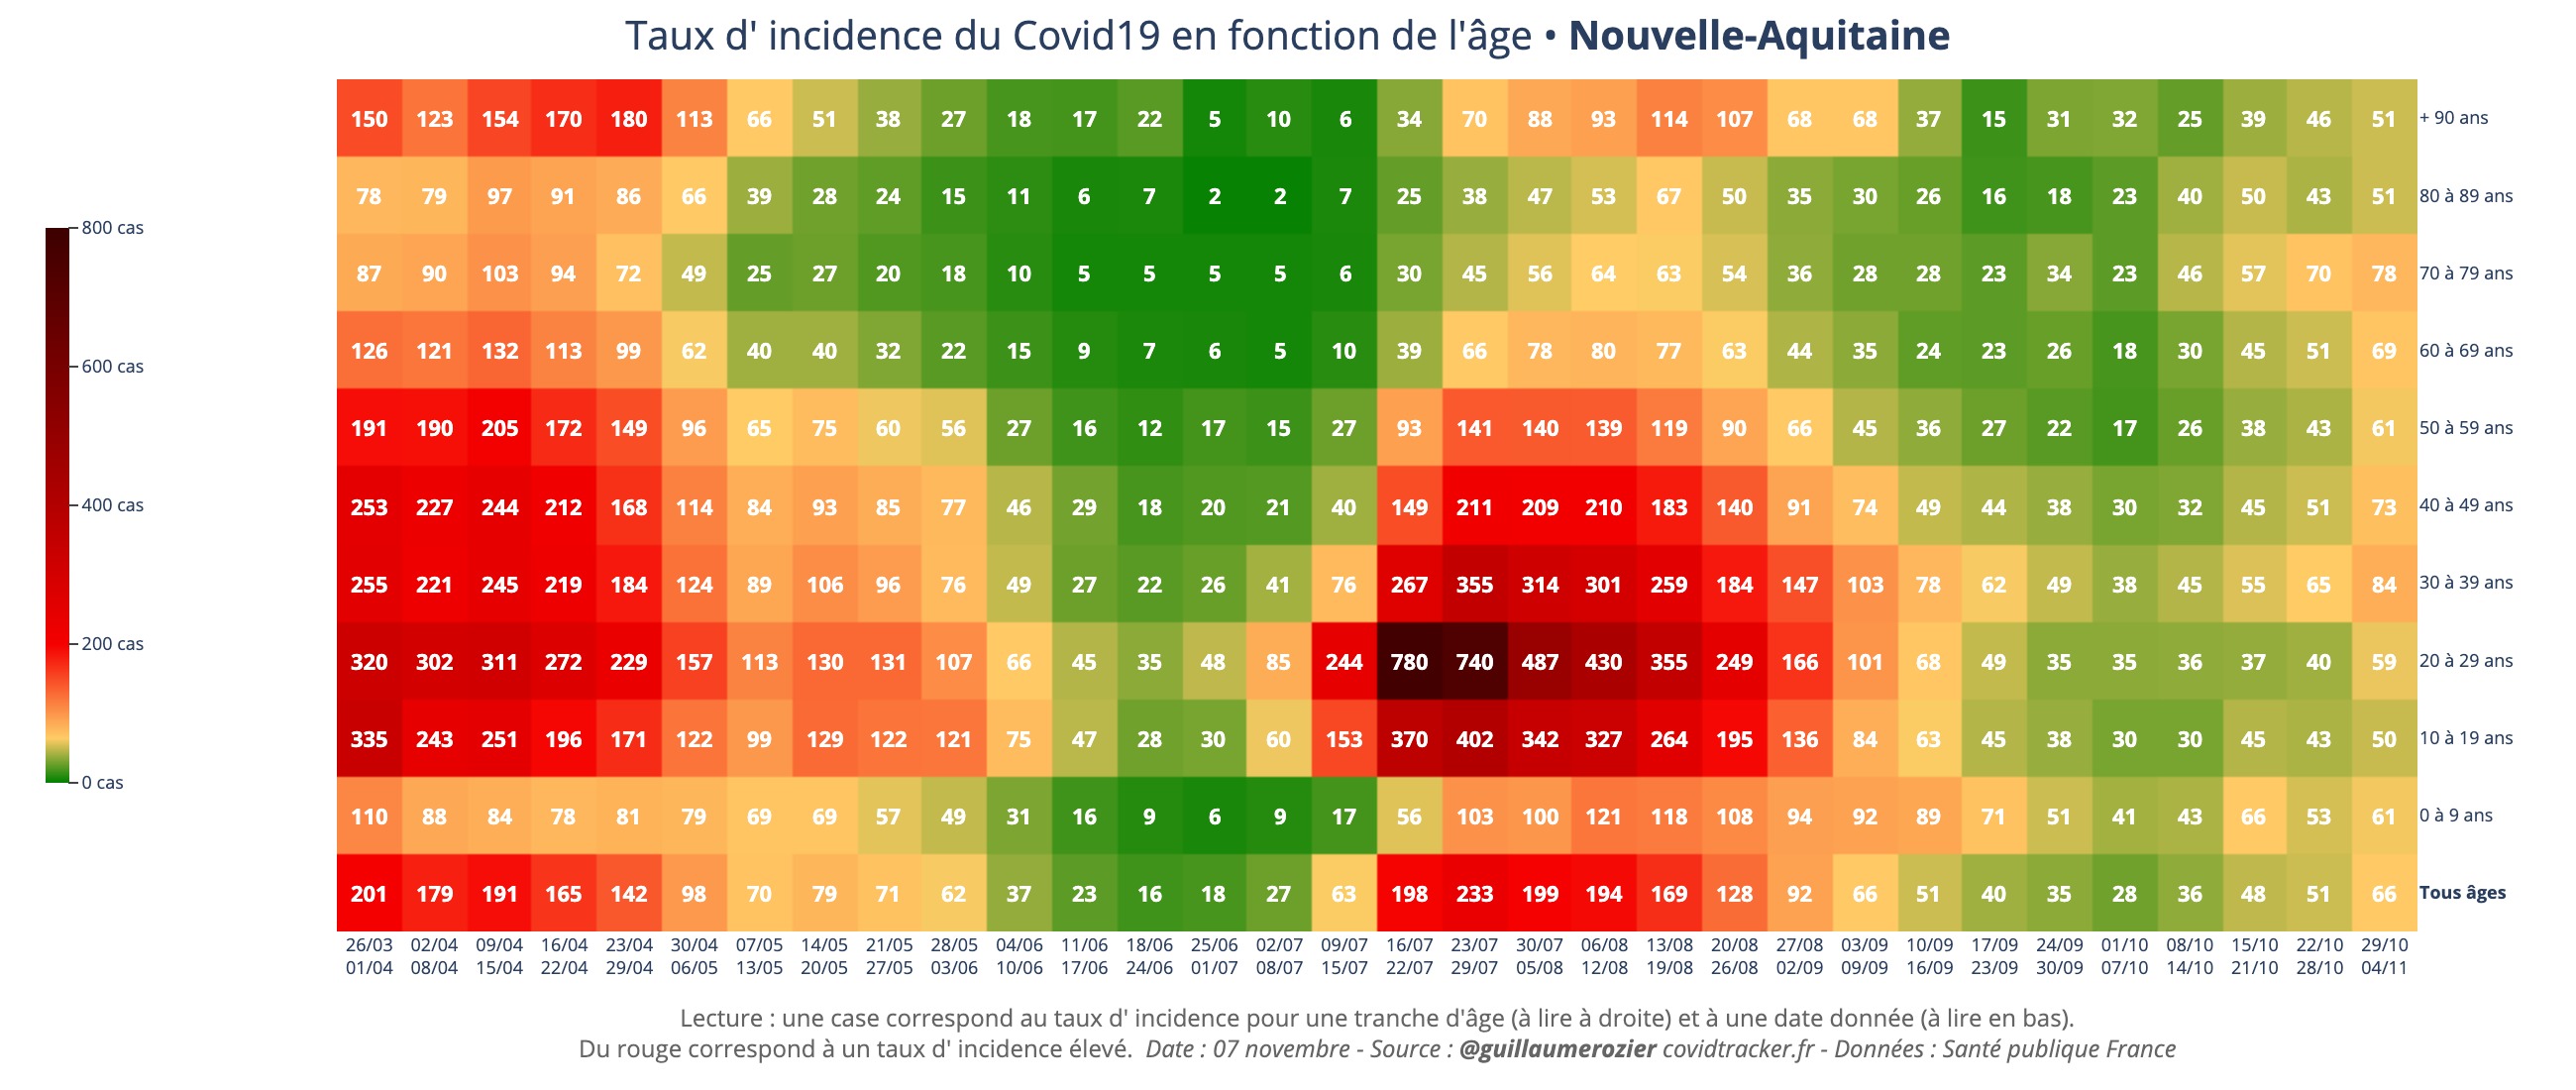 Taux d' incidence du Covid19 en fonction de l'âge • Nouvelle-Aquitaine
150 123 154 170 180 113 66 51 38 27 18 17 22 5 10 6 34 70 88 93 114 107 68 68 37 15 31 32 25 39 46 51 + 90 ans
78 79 97 91 86 66 39 28 24 15 11 6 7 2 2 7 25 38 47 53 67 50 35 30 26 16 18 23 40 50 43 51 80 à 89 ans
800 cas
87 90 103 94 72 49 25 27 20 18 10 5 5 5 5 6 30 45 56 64 63 54 36 28 28 23 34 23 46 57 70 78 70 à 79 ans
126 121 132 113 99 62 40 40 32 22 15 9 7 6 5 10 39 66 78 80 77 63 44 35 24 23 26 18 30 45 51 69 60 à 69 ans
600 cas
191 190 205 172 149 96 65 75 60 56 27 16 12 17 15 27 93 141 140 139 119 90 66 45 36 27 22 17 26 38 43 61 50 à 59 ans
400 cas
253 227 244 212 168 114 84 93 85 77 46 29 18 20 21 40 149 211 209 210 183 140 91 74 49 44 38 30 32 45 51 73 40 à 49 ans
255 221 245 219 184 124 89 106 96 76 49 27 22 26 41 76 267 355 314 301 259 184 147 103 78 62 49 38 45 55 65 84 30 à 39 ans
200 cas
320 302 311 272 229 157 113 130 131 107 66 45 35 48 85 244 780 740 487 430 355 249 166 101 68 49 35 35 36 37 40 59 20 à 29 ans
335 243 251 196 171 122 99 129 122 121 75 47 28 30 60 153 370 402 342 327 264 195 136 84 63 45 38 30 30 45 43 50 10 à 19 ans
0 cas
110 88 84 78 81 79 69 69 57 49 31 16 9 6 9 17 56 103 100 121 118 108 94 92 89 71 51 41 43 66 53 61 0 à 9 ans
201 179 191 165 142 98 70 79 71 62 37 23 16 18 27 63 198 233 199 194 169 128 92 66 51 40 35 28 36 48 51 66 Tous âges
26/03 02/04 09/04 16/04 23/04 30/04 07/05 14/05 21/05 28/05 04/06 11/06 18/06 25/06 02/07 09/07 16/07 23/07 30/07 06/08 13/08 20/08 27/08 03/09 10/09 17/09 24/09 01/10 08/10 15/10 22/10 29/10
01/04 08/04 15/04 22/04 29/04 06/05 13/05 20/05 27/05 03/06 10/06 17/06 24/06 01/07 08/07 15/07 22/07 29/07 05/08 12/08 19/08 26/08 02/09 09/09 16/09 23/09 30/09 07/10 14/10 21/10 28/10 04/11
Lecture : une case correspond au taux d' incidence pour une tranche d'âge (à lire à droite) et à une date donnée (à lire en bas).
Du rouge correspond à un taux d' incidence élevé. Date : 07 novembre - Source : @guillaumerozier covidtracker.fr - Données : Santé publique France